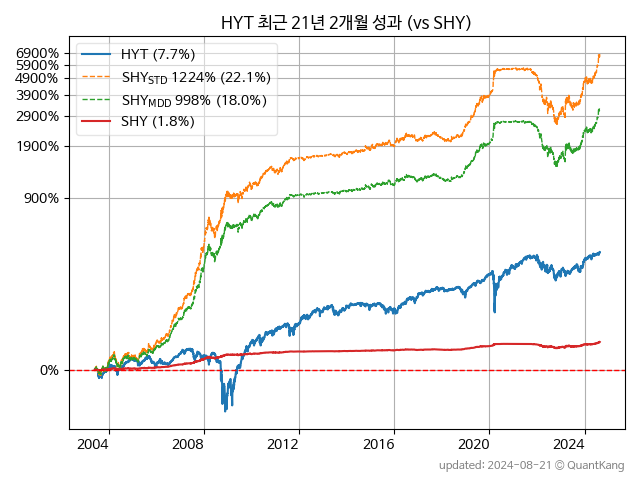 HYT 최근 21년 2개월 성과 (vs SHY)
HYT (7.7%)
SHY_STD 1224% (22.1%)
SHY_MDD 998% (18.0%)
SHY (1.8%)
6900%
5900%
4900%
3900%
2900%
1900%
900%
0%
2004 2008 2012 2016 2020 2024
updated: 2024-08-21 © QuantKang